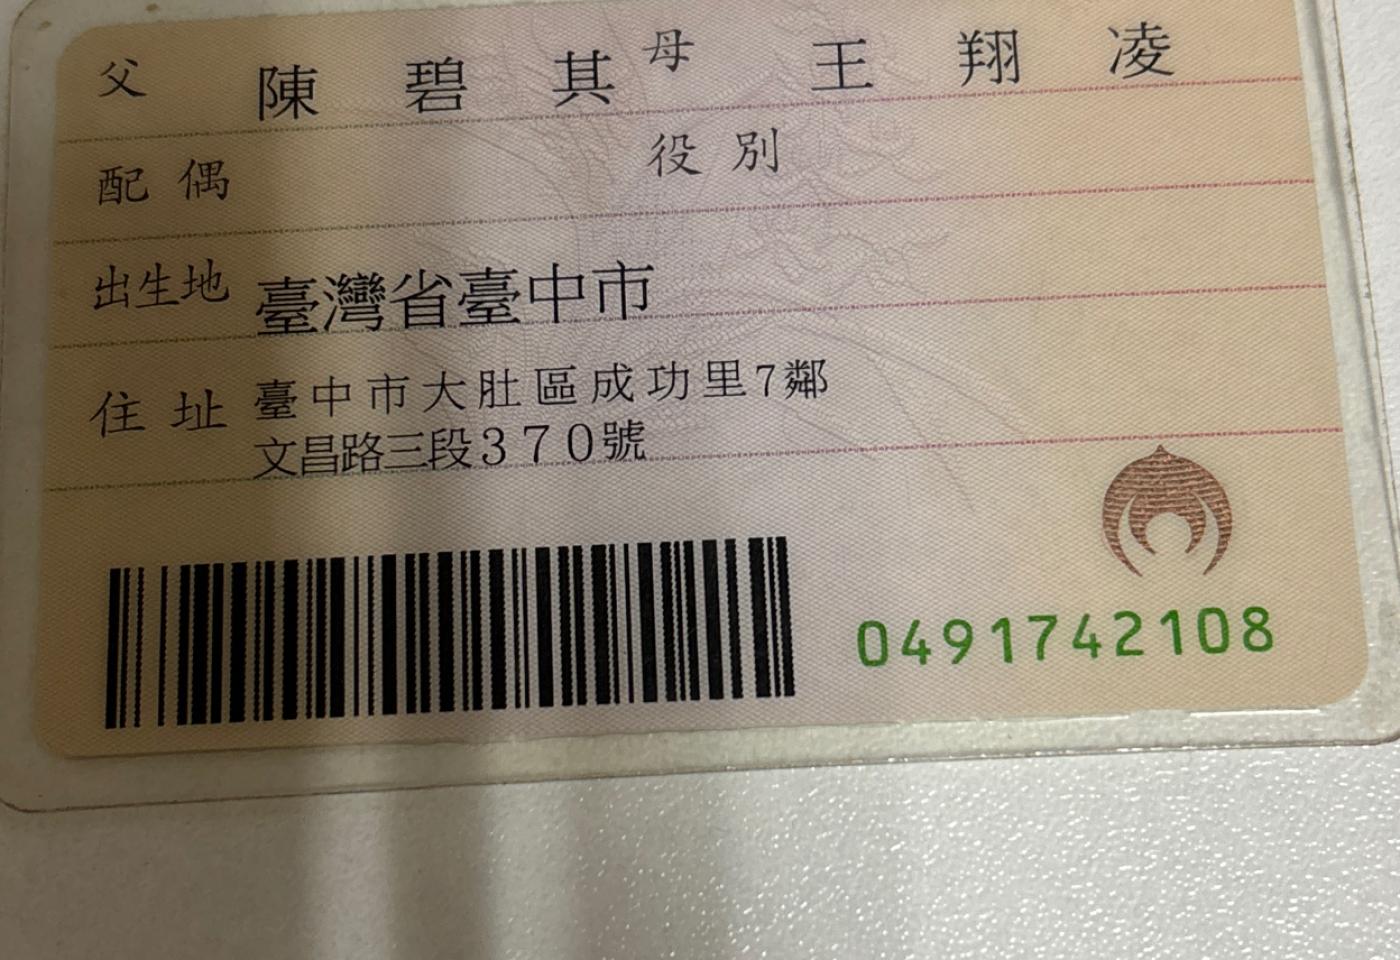 父 陳碧其 母 王翔凌
配偶 役別
出生地 臺灣省臺中市
住址 臺中市大肚區成功里7鄰
文昌路三段370號
0491742108